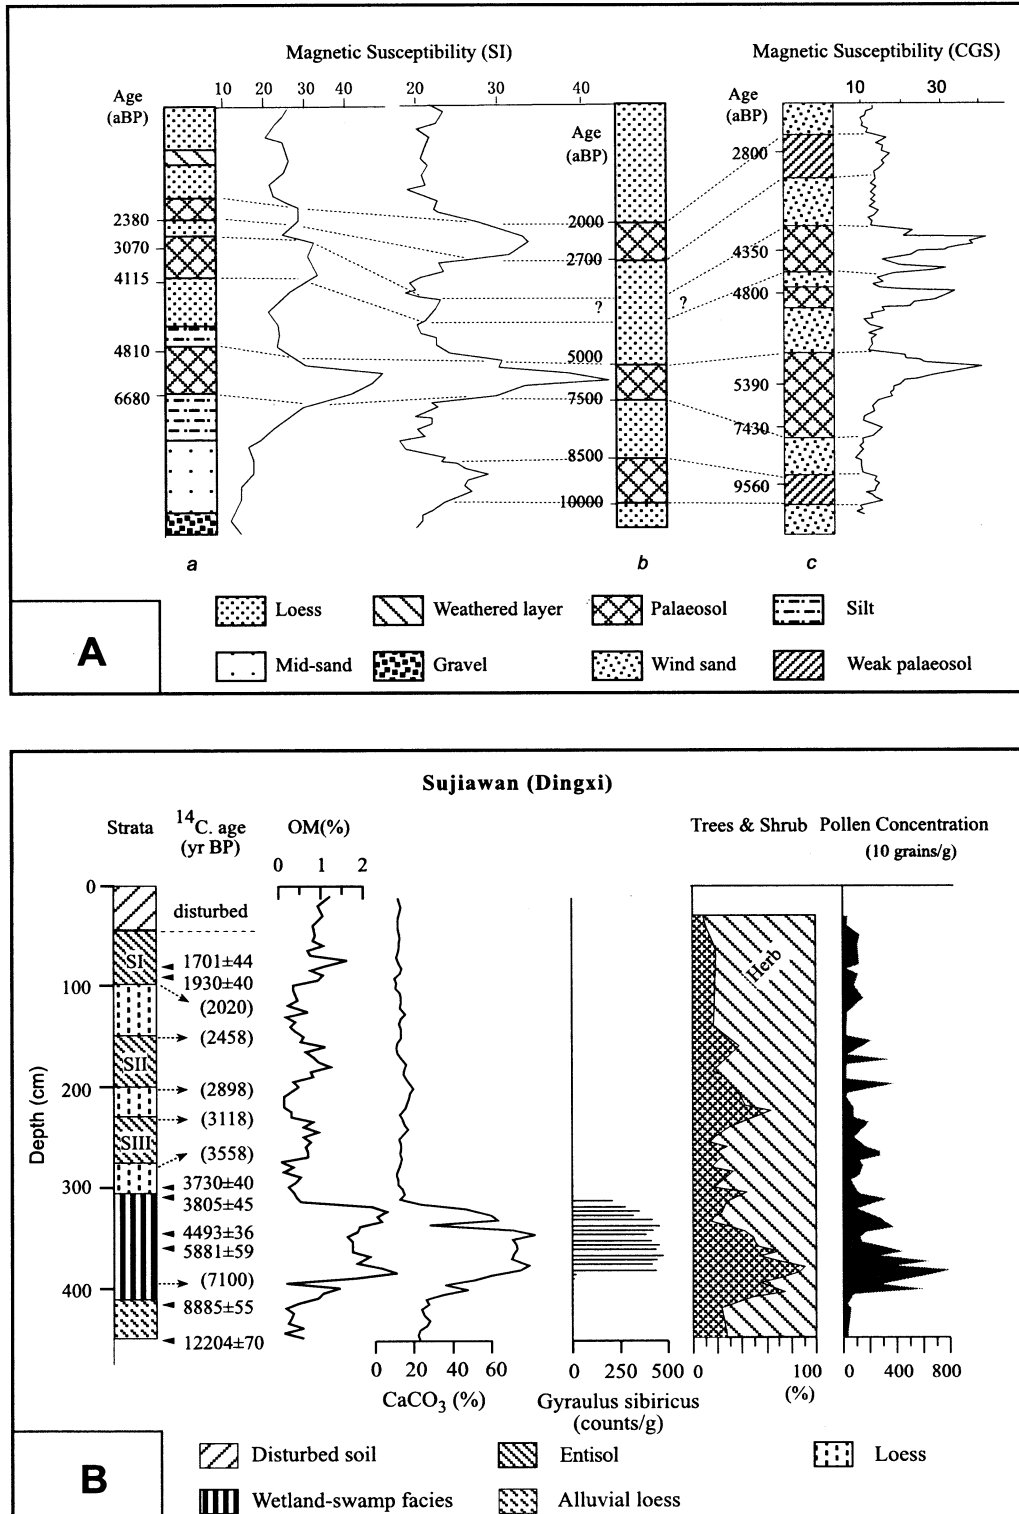 Magnetic Susceptibility (SI)
Magnetic Susceptibility (CGS)
Age
(aBP)
10 20 30 40
20 30 40
Age
(aBP)
Age
(aBP)
10 30
2380
3070
4115
4810
6680
2000
2700
5000
7500
8500
10000
?
?
2800
4350
4800
5390
7430
9560
a
b
c
Loess
Weathered layer
Palaeosol
Silt
Mid-sand
Gravel
Wind sand
Weak palaeosol
A
Sujiawan (Dingxi)
Strata
14C. age
(yr BP)
OM(%)
Trees & Shrub
Pollen Concentration
(10 grains/g)
0 1 2
Depth (cm)
0
100
200
300
400
SI
SII
SIII
disturbed
1701±44
1930±40
(2020)
(2458)
(2898)
(3118)
(3558)
3730±40
3805±45
4493±36
5881±59
(7100)
8885±55
12204±70
Herb
0 20 40 60
CaCO3 (%)
0 250 500
Gyraulus sibiricus
(counts/g)
0 100
(%)
0 400 800
Disturbed soil
Entisol
Loess
Wetland-swamp facies
Alluvial loess
B